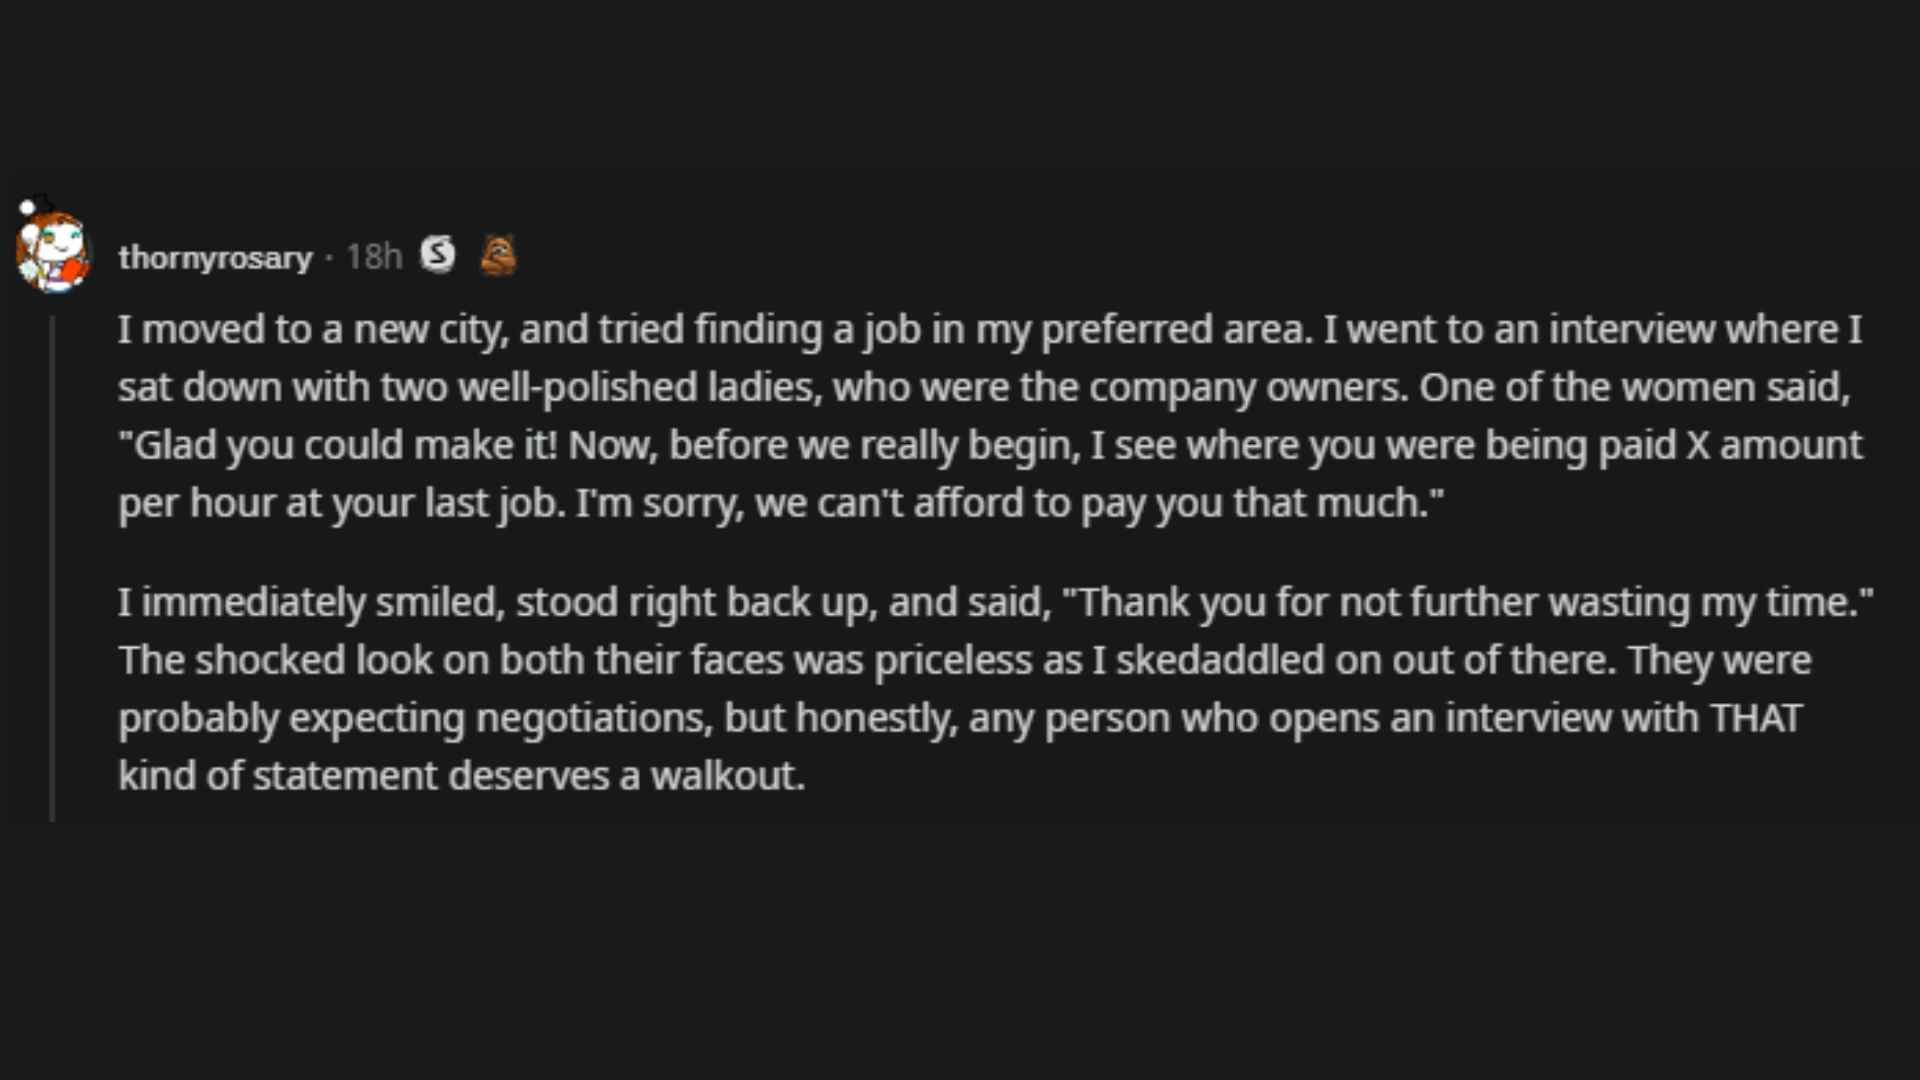 thornyrosary · 18h
I moved to a new city, and tried finding a job in my preferred area. I went to an interview where I
sat down with two well-polished ladies, who were the company owners. One of the women said,
"Glad you could make it! Now, before we really begin, I see where you were being paid X amount
per hour at your last job. I'm sorry, we can't afford to pay you that much."
I immediately smiled, stood right back up, and said, "Thank you for not further wasting my time."
The shocked look on both their faces was priceless as I skedaddled on out of there. They were
probably expecting negotiations, but honestly, any person who opens an interview with THAT
kind of statement deserves a walkout.